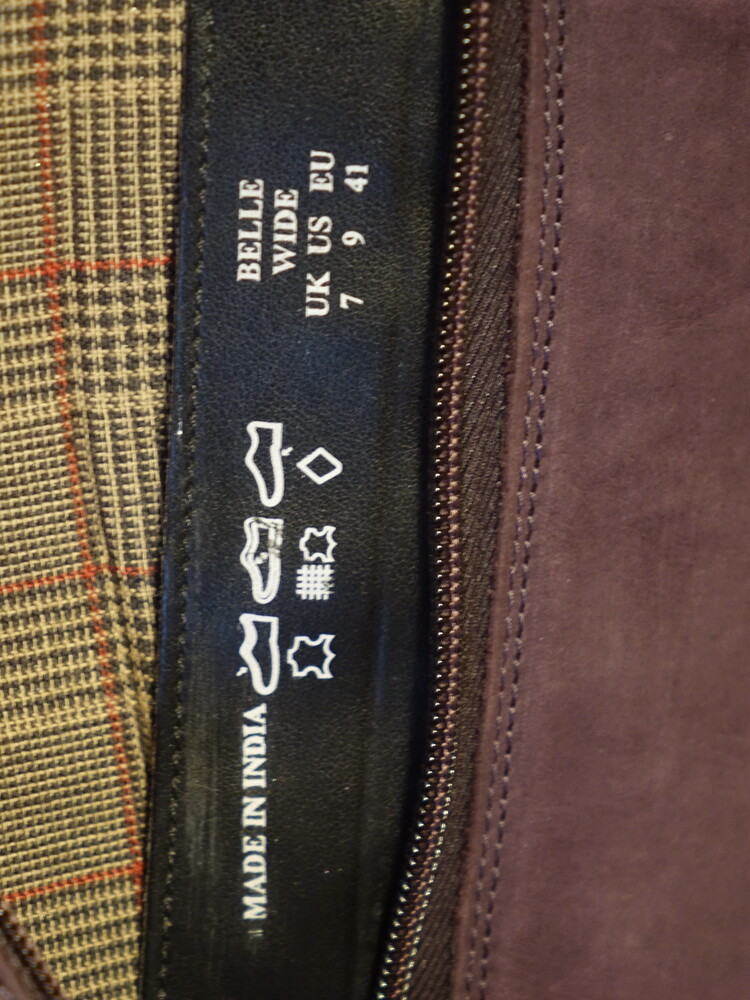 BELLE
WIDE
UK US EU
7 9 41
MADE IN INDIA